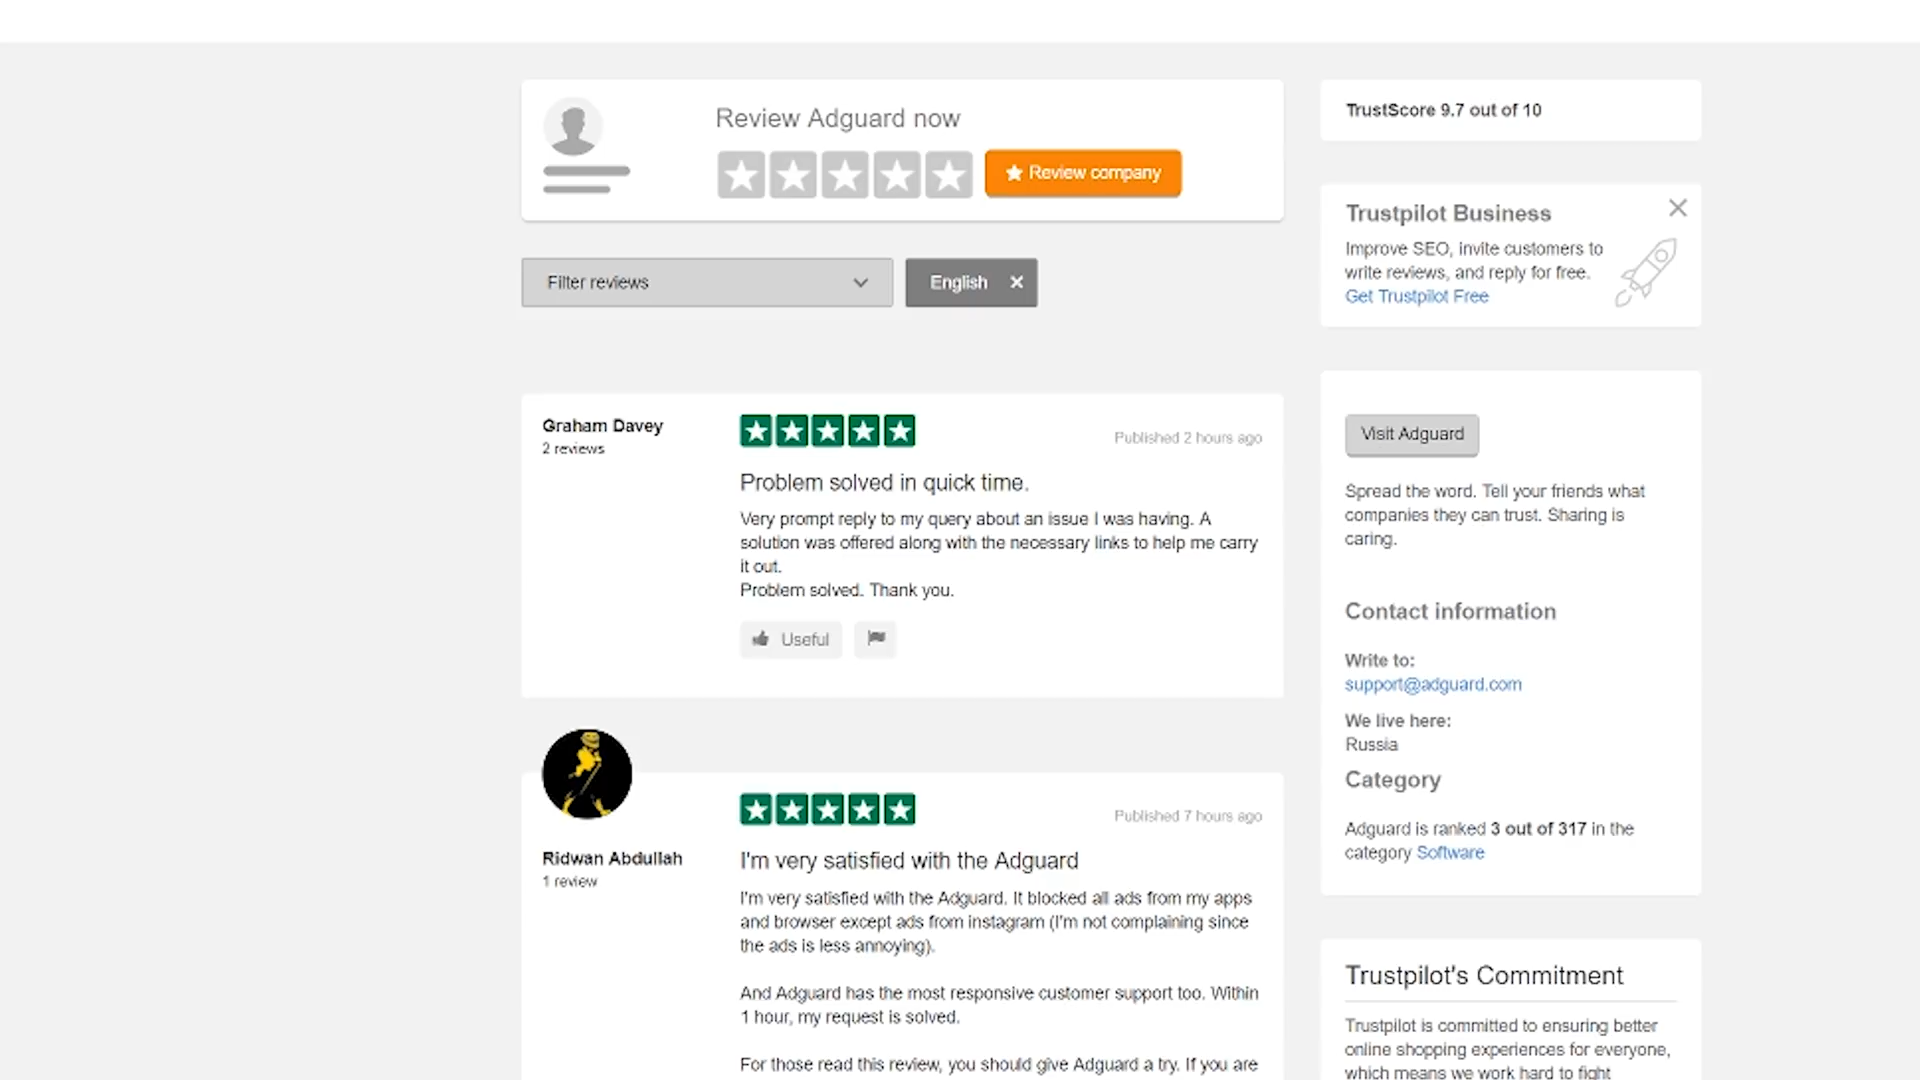 Review Adguard now
Review company
Filter reviews
English
Graham Davey
2 reviews
Published 2 hours ago
Problem solved in quick time.
Very prompt reply to my query about an issue I was having. A
solution was offered along with the necessary links to help me carry
it out.
Problem solved. Thank you.
Useful
Ridwan Abdullah
1 review
Published 7 hours ago
I'm very satisfied with the Adguard
I'm very satisfied with the Adguard. It blocked all ads from my apps
and browser except ads from instagram (I'm not complaining since
the ads is less annoying).
And Adguard has the most responsive customer support too. Within
1 hour, my request is solved.
For those read this review, you should give Adguard a try. If you are
TrustScore 9.7 out of 10
Trustpilot Business
Improve SEO, invite customers to
write reviews, and reply for free.
Get Trustpilot Free
Visit Adguard
Spread the word. Tell your friends what
companies they can trust. Sharing is
caring.
Contact information
Write to:
support@adguard.com
We live here:
Russia
Category
Adguard is ranked 3 out of 317 in the
category Software
Trustpilot's Commitment
Trustpilot is committed to ensuring better
online shopping experiences for everyone,
which means we work hard to fight